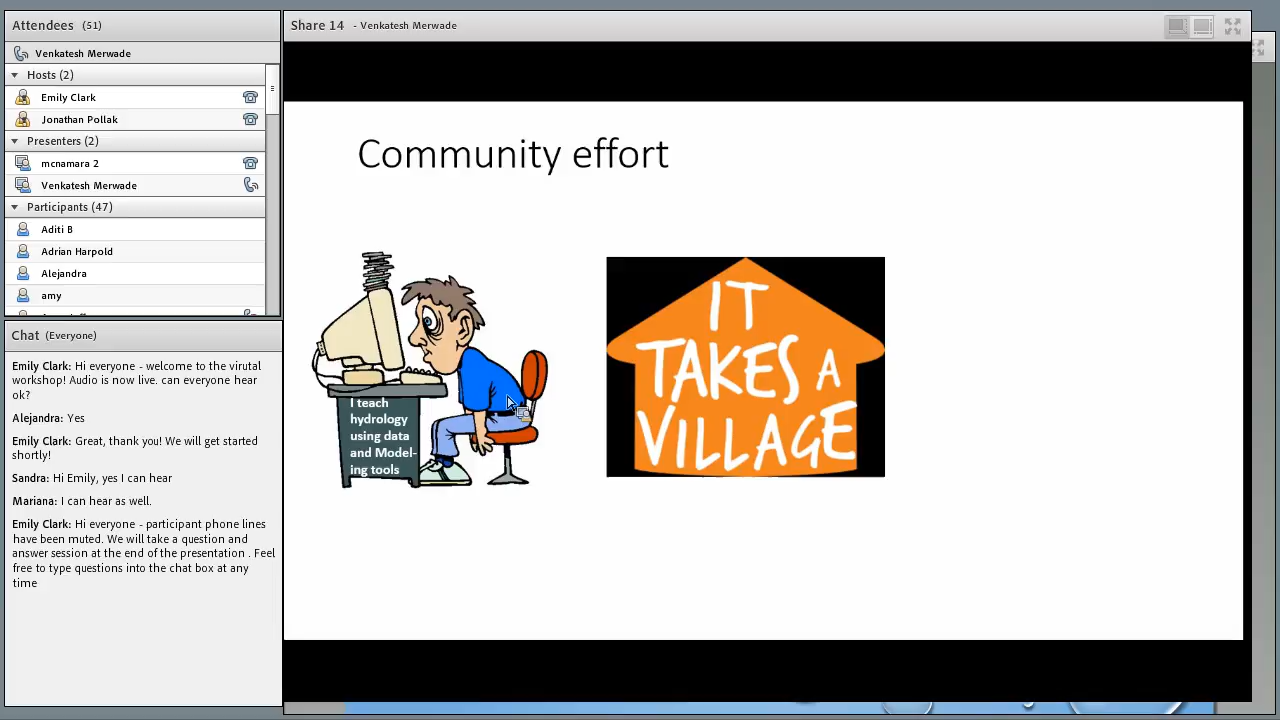 Attendees (51)
Venkatesh Merwade
Hosts (2)
Emily Clark
Jonathan Pollak
Presenters (2)
mcnamara 2
Venkatesh Merwade
Participants (47)
Aditi B
Adrian Harpold
Alejandra
amy
Chat (Everyone)
Emily Clark: Hi everyone - welcome to the virutal
workshop! Audio is now live. can everyone hear
ok?
Alejandra: Yes
Emily Clark: Great, thank you! We will get started
shortly!
Sandra: Hi Emily, yes I can hear
Mariana: I can hear as well.
Emily Clark: Hi everyone - participant phone lines
have been muted. We will take a question and
answer session at the end of the presentation . Feel
free to type questions into the chat box at any
time
Share 14 - Venkatesh Merwade
Community effort
I teach
hydrology
using data
and Model-
ing tools
IT
TAKES A
VILLAGE